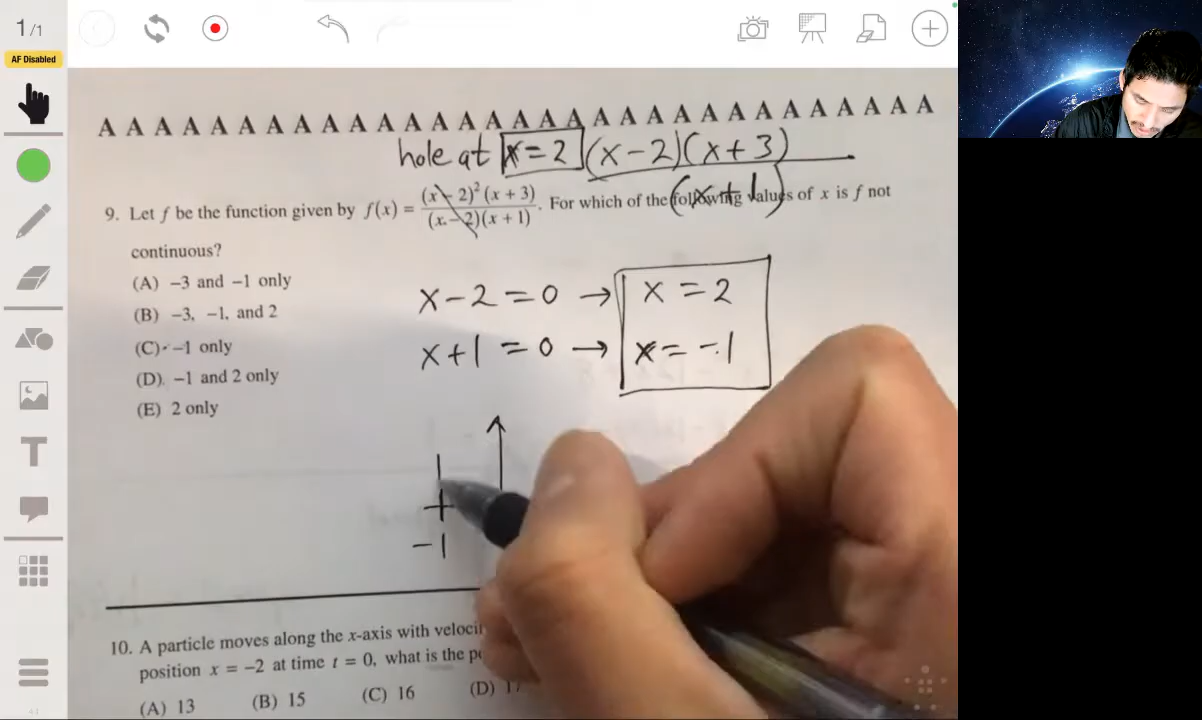 1/1
AF Disabled
A A A A A A A A A A A A A A A A A A A A A A A A A A A A A A A
hole at x = 2 (x - 2)(x + 3)
(x + 1)
9. Let f be the function given by f(x) = (x - 2)² (x + 3) / (x - 2)(x + 1). For which of the following values of x is f not
continuous?
(A) -3 and -1 only
(B) -3, -1, and 2
(C) -1 only
(D) -1 and 2 only
(E) 2 only
x - 2 = 0 → x = 2
x + 1 = 0 → x = -1
-1
10. A particle moves along the x-axis with
position x = -2 at time t = 0, what is the
(A) 13 (B) 15 (C) 16 (D)
T